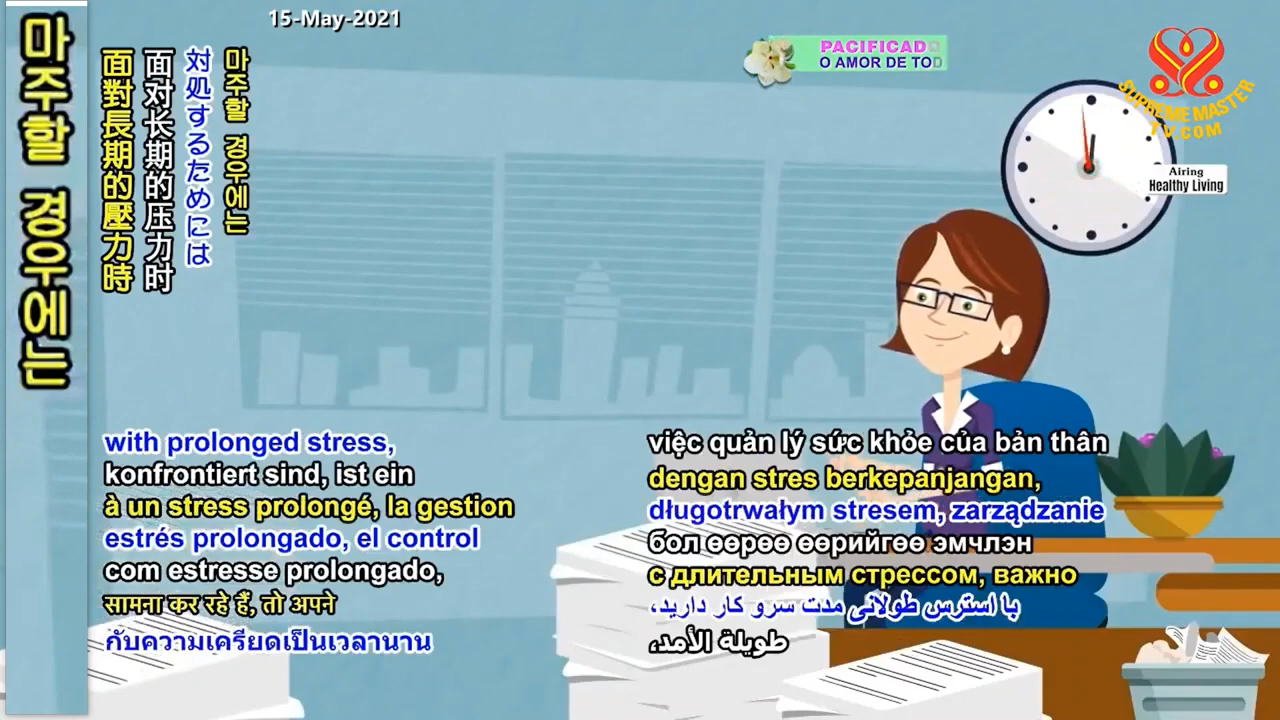 15-May-2021
마주할 경우에는
面對長期的壓力時
面对长期的压力时
対処するためには
마주할 경우에는
PACIFICADO
O AMOR DE TOD
SUPREME MASTER
TV.COM
Airing
Healthy Living
with prolonged stress,
konfrontiert sind, ist ein
à un stress prolongé, la gestion
estrés prolongado, el control
com estresse prolongado,
सामना कर रहे हैं, तो अपने
กับความเครียดเป็นเวลานาน
việc quản lý sức khỏe của bản thân
dengan stres berkepanjangan,
długotrwałym stresem, zarządzanie
бол өөрөө өөрийгөө эмчлэн
с длительным стрессом, важно
با استرس طولانی مدت سرو کار دارید،
طويلة الأمد،